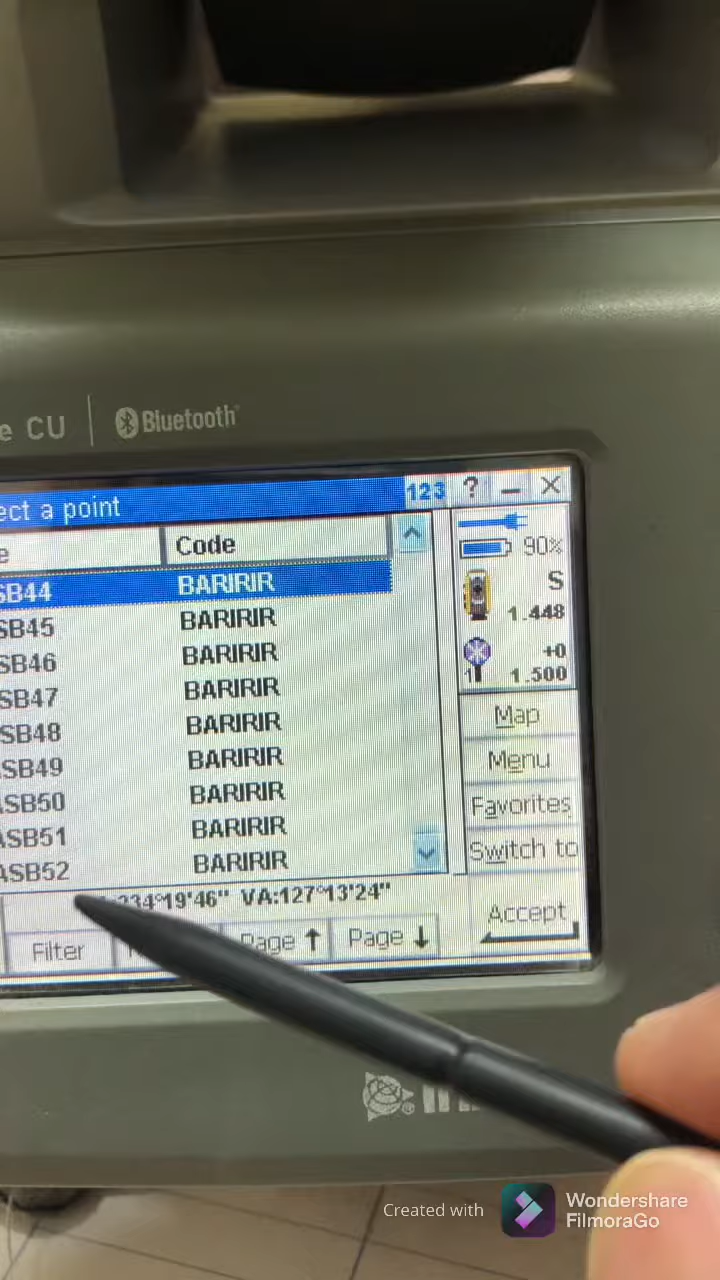 CU | Bluetooth
ect a point 123 ? – X
Code
SB44 BARIRIR
SB45 BARIRIR
SB46 BARIRIR
SB47 BARIRIR
SB48 BARIRIR
SB49 BARIRIR
ASB50 BARIRIR
ASB51 BARIRIR
ASB52 BARIRIR
90%
S
1.448
+0
1 1.500
Map
Menu
Favorites
Switch to
Accept
234°19'46" VA:127°13'24"
Filter
Page ↑
Page ↓
Created with
Wondershare
FilmoraGo